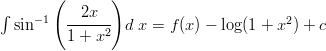 ∫ sin⁻¹ (2x / (1 + x²)) d x = f(x) − log(1 + x²) + c